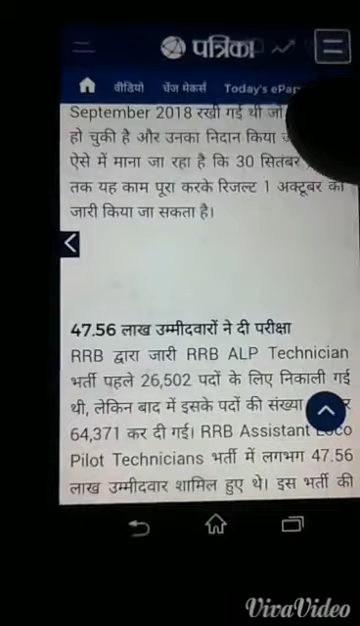 पत्रिका
वीडियो चेंज मेकर्स Today's ePap
September 2018 रखी गई थी जो
हो चुकी है और उनका निदान किया
ऐसे में माना जा रहा है कि 30 सितंबर
तक यह काम पूरा करके रिजल्ट 1 अक्टूबर को
जारी किया जा सकता है।
47.56 लाख उम्मीदवारों ने दी परीक्षा
RRB द्वारा जारी RRB ALP Technician
भर्ती पहले 26,502 पदों के लिए निकाली गई
थी, लेकिन बाद में इसके पदों की संख्या
64,371 कर दी गई। RRB Assistant Loco
Pilot Technicians भर्ती में लगभग 47.56
लाख उम्मीदवार शामिल हुए थे। इस भर्ती की
VivaVideo